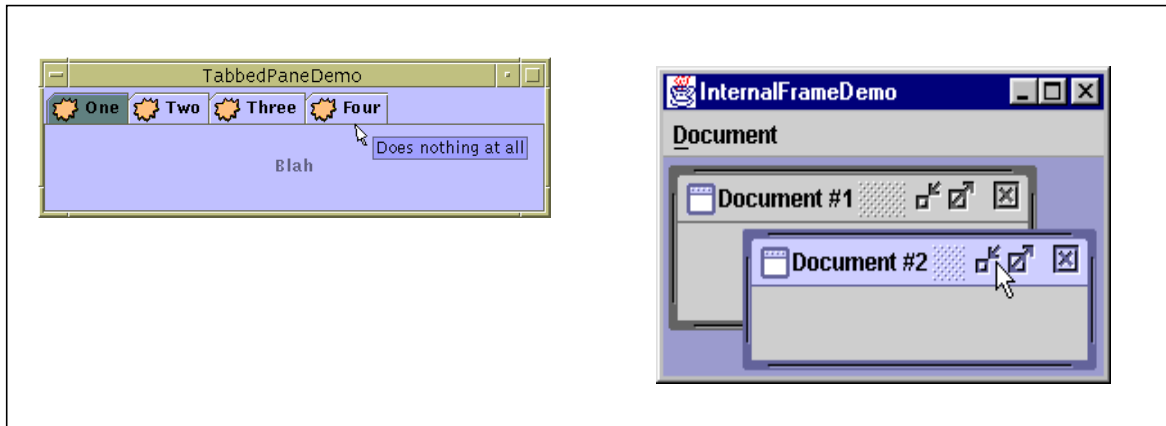 TabbedPaneDemo
One Two Three Four
Does nothing at all
Blah
InternalFrameDemo
Document
Document #1
Document #2